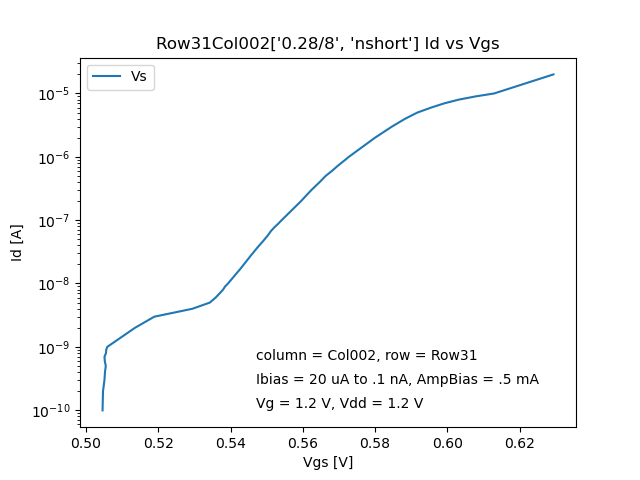 Row31Col002['0.28/8', 'nshort'] Id vs Vgs
Vs
Id [A]
10⁻⁵
10⁻⁶
10⁻⁷
10⁻⁸
10⁻⁹
10⁻¹⁰
column = Col002, row = Row31
Ibias = 20 uA to .1 nA, AmpBias = .5 mA
Vg = 1.2 V, Vdd = 1.2 V
0.50 0.52 0.54 0.56 0.58 0.60 0.62
Vgs [V]